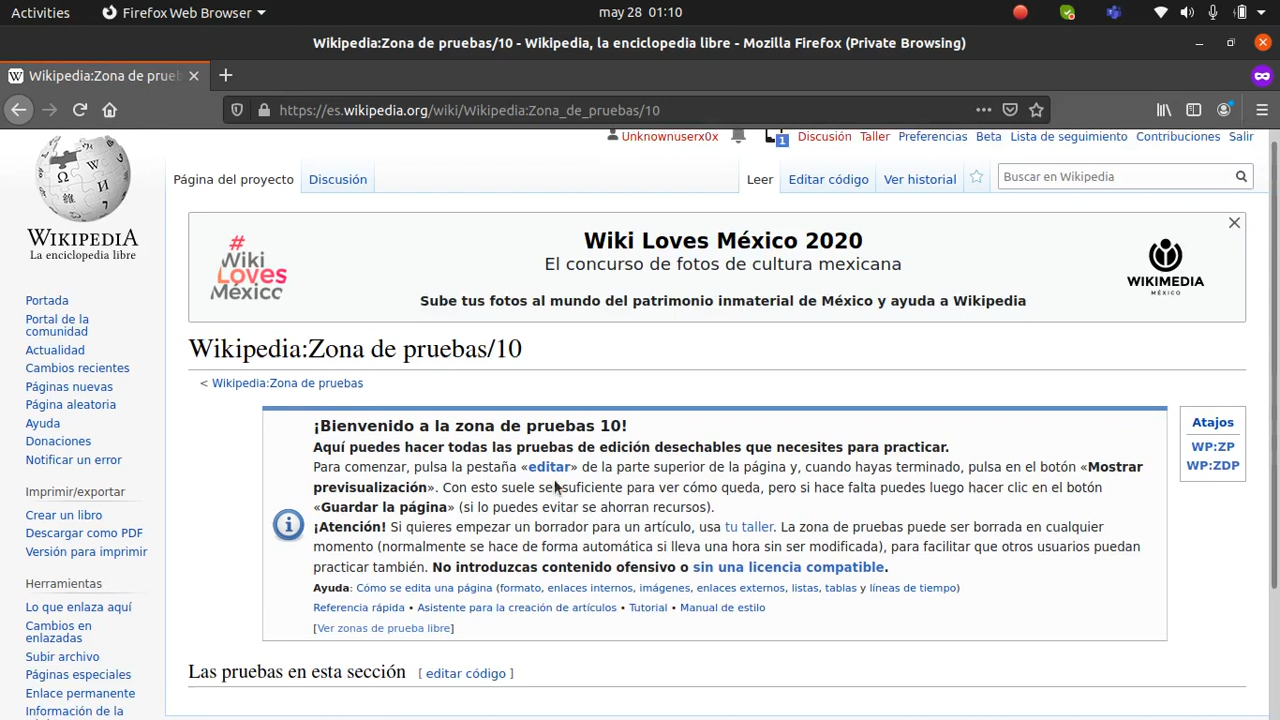 Activities
Firefox Web Browser
may 28 01:10
Wikipedia:Zona de pruebas/10 - Wikipedia, la enciclopedia libre - Mozilla Firefox (Private Browsing)
Wikipedia:Zona de prueb
https://es.wikipedia.org/wiki/Wikipedia:Zona_de_pruebas/10
Unknownuserx0x
1
Discusión
Taller
Preferencias
Beta
Lista de seguimiento
Contribuciones
Salir
Página del proyecto
Discusión
Leer
Editar código
Ver historial
Buscar en Wikipedia
WIKIPEDIA
La enciclopedia libre
Portada
Portal de la
comunidad
Actualidad
Cambios recientes
Páginas nuevas
Página aleatoria
Ayuda
Donaciones
Notificar un error
Imprimir/exportar
Crear un libro
Descargar como PDF
Versión para imprimir
Herramientas
Lo que enlaza aquí
Cambios en
enlazadas
Subir archivo
Páginas especiales
Enlace permanente
Información de la
#
Wiki
Loves
México
Wiki Loves México 2020
El concurso de fotos de cultura mexicana
Sube tus fotos al mundo del patrimonio inmaterial de México y ayuda a Wikipedia
WIKIMEDIA
MÉXICO
Wikipedia:Zona de pruebas/10
< Wikipedia:Zona de pruebas
¡Bienvenido a la zona de pruebas 10!
Aquí puedes hacer todas las pruebas de edición desechables que necesites para practicar.
Para comenzar, pulsa la pestaña «editar» de la parte superior de la página y, cuando hayas terminado, pulsa en el botón «Mostrar
previsualización». Con esto suele ser suficiente para ver cómo queda, pero si hace falta puedes luego hacer clic en el botón
«Guardar la página» (si lo puedes evitar se ahorran recursos).
¡Atención! Si quieres empezar un borrador para un artículo, usa tu taller. La zona de pruebas puede ser borrada en cualquier
momento (normalmente se hace de forma automática si lleva una hora sin ser modificada), para facilitar que otros usuarios puedan
practicar también. No introduzcas contenido ofensivo o sin una licencia compatible.
Ayuda: Cómo se edita una página (formato, enlaces internos, imágenes, enlaces externos, listas, tablas y líneas de tiempo)
Referencia rápida • Asistente para la creación de artículos • Tutorial • Manual de estilo
[Ver zonas de prueba libre]
Atajos
WP:ZP
WP:ZDP
Las pruebas en esta sección [ editar código ]